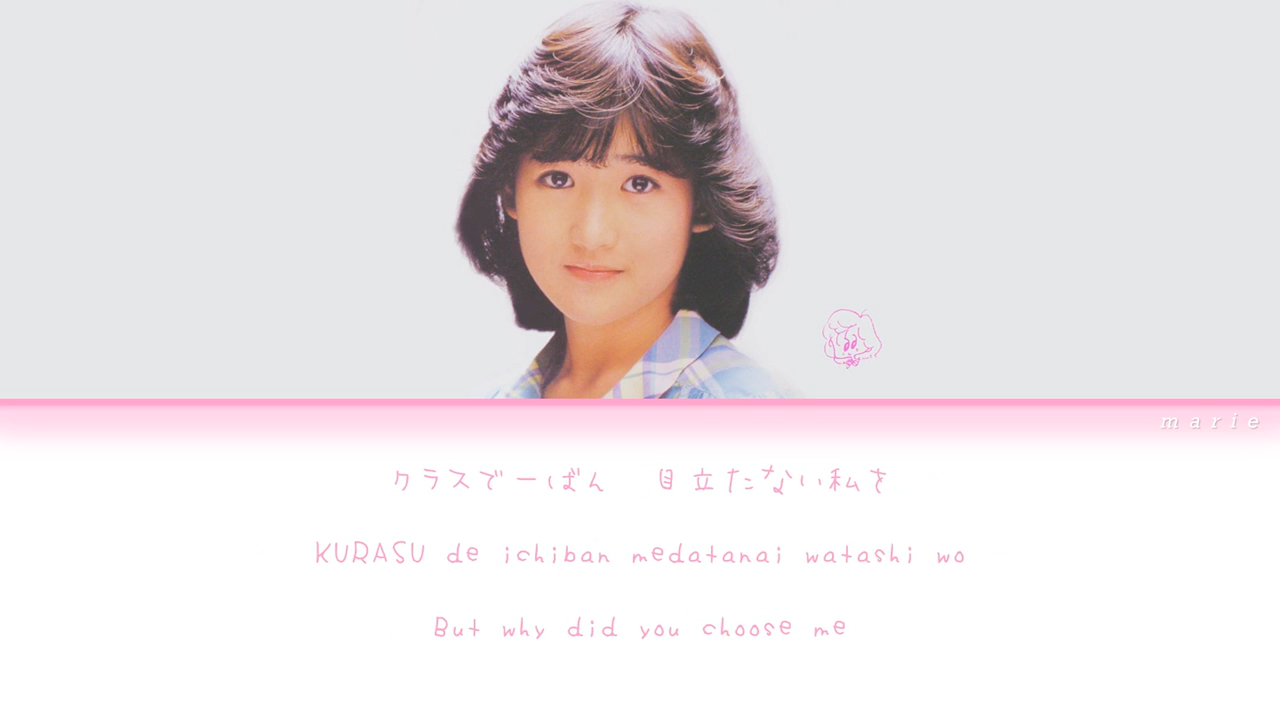 marie
クラスで一ばん　目立たない私を
KURASU de ichiban medatanai watashi wo
But why did you choose me